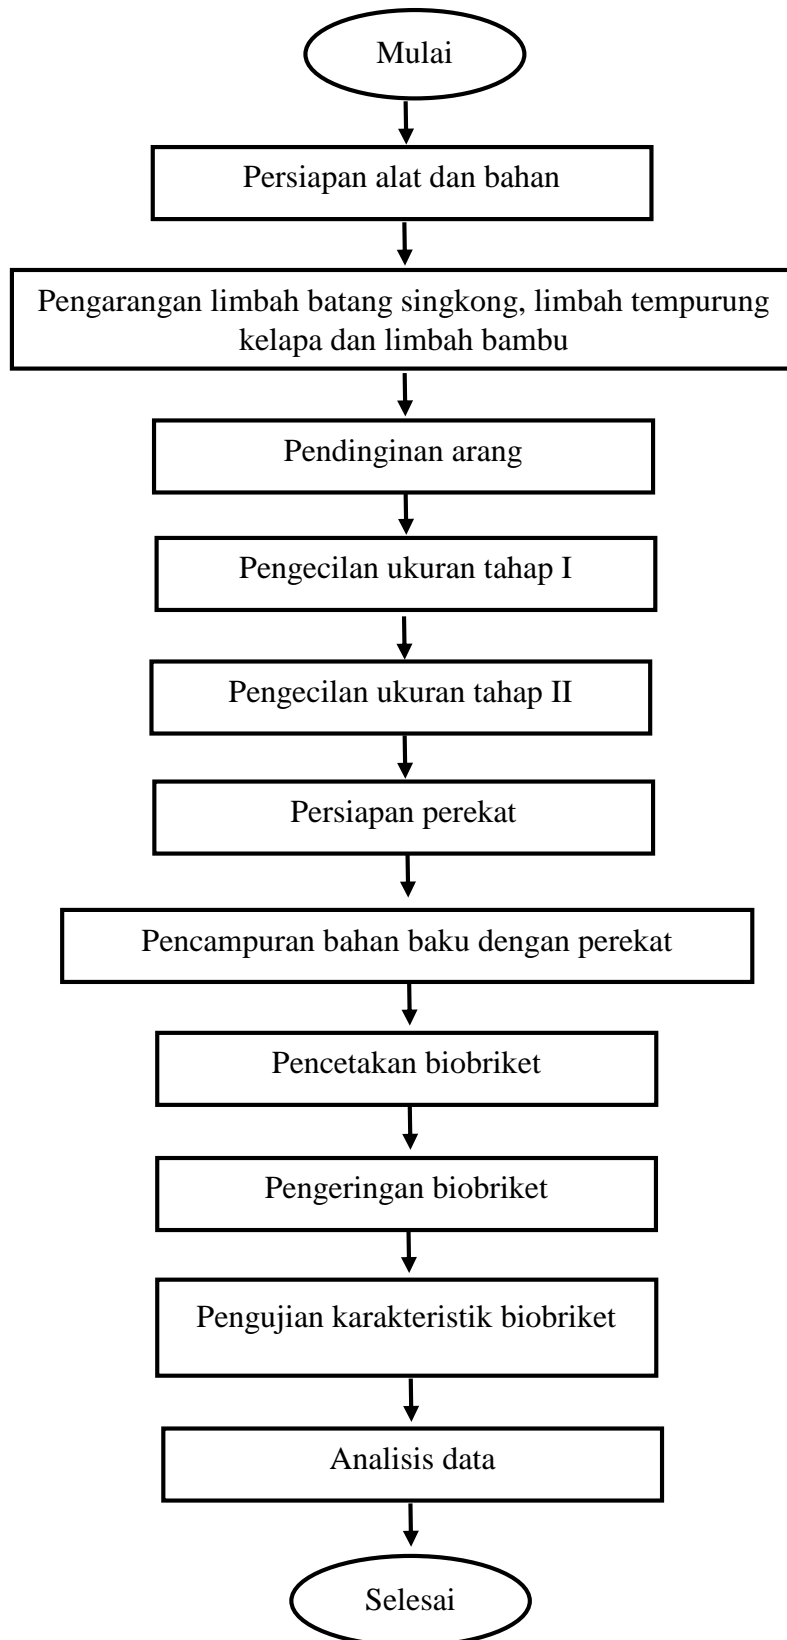 Mulai
Persiapan alat dan bahan
Pengarangan limbah batang singkong, limbah tempurung
kelapa dan limbah bambu
Pendinginan arang
Pengecilan ukuran tahap I
Pengecilan ukuran tahap II
Persiapan perekat
Pencampuran bahan baku dengan perekat
Pencetakan biobriket
Pengeringan biobriket
Pengujian karakteristik biobriket
Analisis data
Selesai